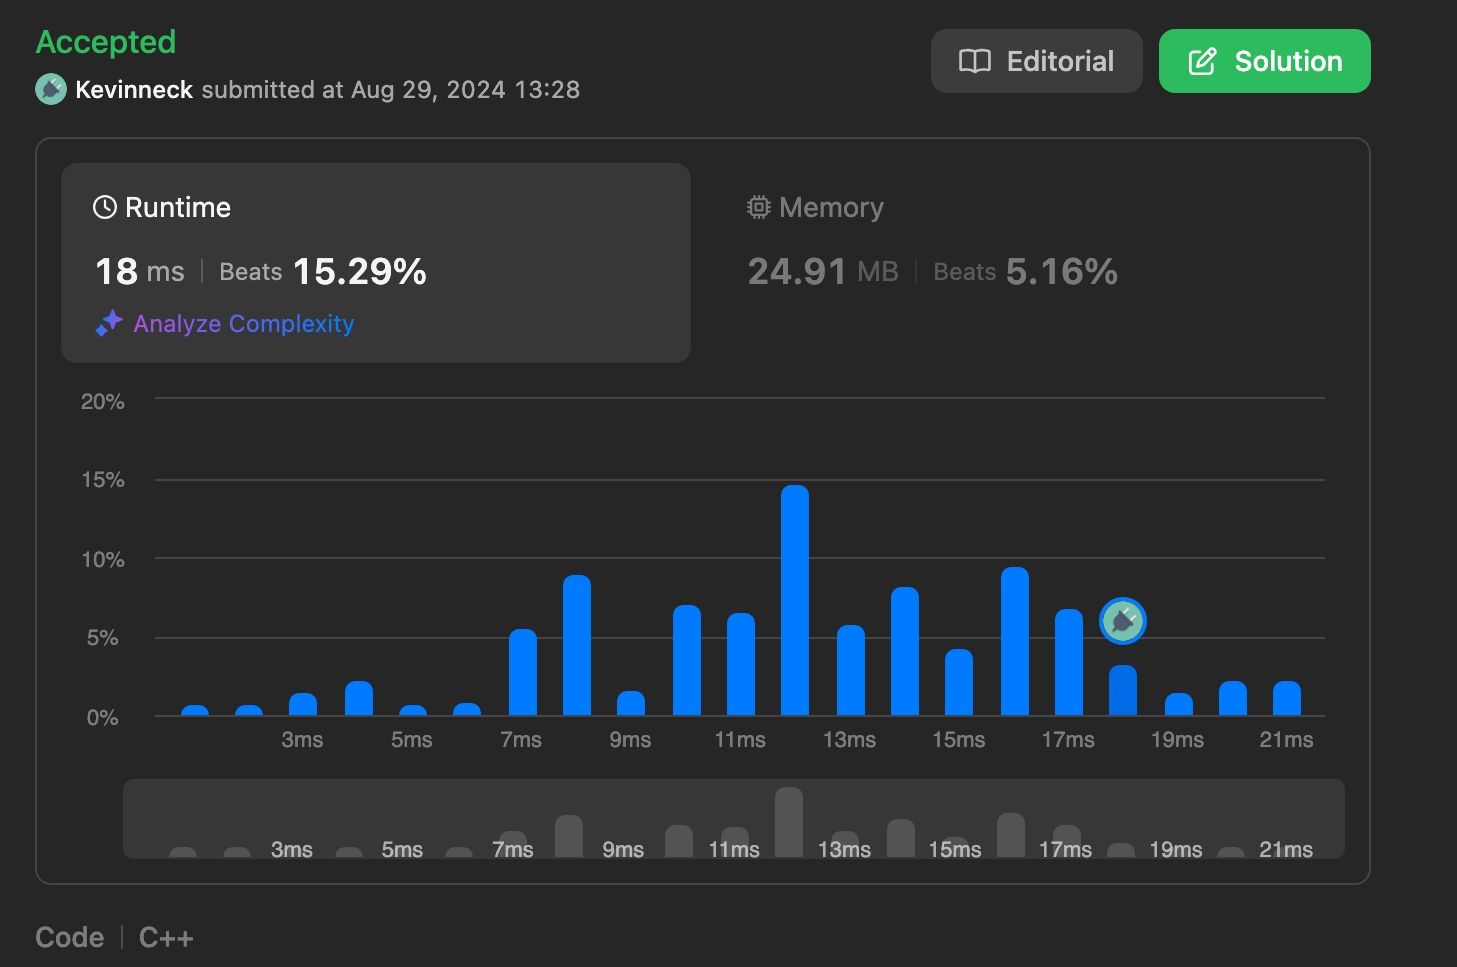 Accepted
Editorial
Solution
Kevinneck submitted at Aug 29, 2024 13:28
Runtime
Memory
18 ms | Beats 15.29%
24.91 MB | Beats 5.16%
Analyze Complexity
20%
15%
10%
5%
0%
3ms 5ms 7ms 9ms 11ms 13ms 15ms 17ms 19ms 21ms
3ms 5ms 7ms 9ms 11ms 13ms 15ms 17ms 19ms 21ms
Code | C++